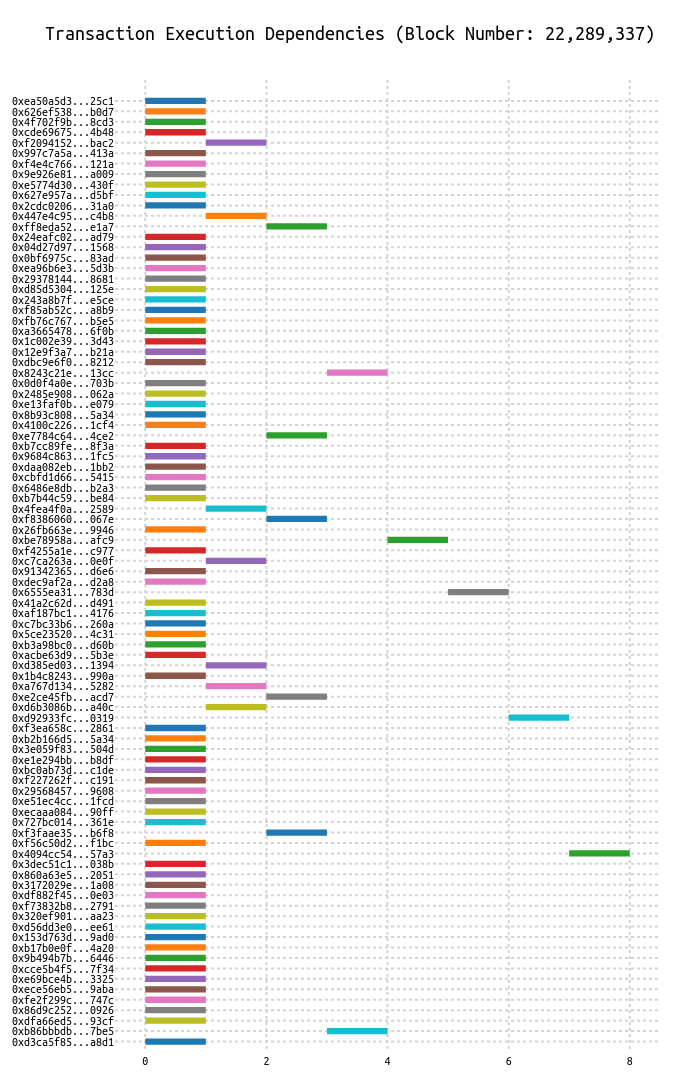 Transaction Execution Dependencies (Block Number: 22,289,337)
0xea50a5d3...25c1
0x626ef538...b0d7
0x4f702f9b...8cd3
0xcde69675...4b48
0xf2094152...bac2
0x997c7a5a...413a
0xf4e4c766...121a
0x9e926e81...a009
0xe5774d30...430f
0x627e957a...d5bf
0x2cdc0206...31a0
0x447e4c95...c4b8
0xff8eda52...e1a7
0x24eafc02...ad79
0x04d27d97...1568
0x0bf6975c...83ad
0xea96b6e3...5d3b
0x29378144...8681
0xd85d5304...125e
0x243a8b7f...e5ce
0xf85ab52c...a8b9
0xfb76c767...b5e5
0xa3665478...6f0b
0x1c002e39...3d43
0x12e9f3a7...b21a
0xdbc9e6f0...8212
0x8243c21e...13cc
0x0d0f4a0e...703b
0x2485e908...062a
0xe13faf0b...e079
0x8b93c808...5a34
0x4100c226...1cf4
0xe7784c64...4ce2
0xb7cc89fe...8f3a
0x9684c863...1fc5
0xdaa082eb...1bb2
0xcbfd1d66...5415
0x6486e8db...b2a3
0xb7b44c59...be84
0x4fea4f0a...2589
0xf8386060...067e
0x26fb663e...9946
0xbe78958a...afc9
0xf4255a1e...c977
0xc7ca263a...0e0f
0x91342365...d6e6
0xdec9af2a...d2a8
0x6555ea31...783d
0x41a2c62d...d491
0xaf187bc1...4176
0xc7bc33b6...260a
0x5ce23520...4c31
0xb3a98bc0...d60b
0xacbe63d9...5b3e
0xd385ed03...1394
0x1b4c8243...990a
0xa767d134...5282
0xe2ce45fb...acd7
0xd6b3086b...a40c
0xd92933fc...0319
0xf3ea658c...2861
0xb2b166d5...5a34
0x3e059f83...504d
0xe1e294bb...b8df
0xbc0ab73d...c1de
0xf227262f...c191
0x29568457...9608
0xe51ec4cc...1fcd
0xecaaa084...90ff
0x727bc014...361e
0xf3faae35...b6f8
0xf56c50d2...f1bc
0x4094cc54...57a3
0x3dec51c1...038b
0x860a63e5...2051
0x3172029e...1a08
0xdf882f45...0e03
0xf73832b8...2791
0x320ef901...aa23
0xd56dd3e0...ee61
0x153d763d...9ad0
0xb17b0e0f...4a20
0x9b494b7b...6446
0xcce5b4f5...7f34
0xe69bce4b...3325
0xece56eb5...9aba
0xfe2f299c...747c
0x86d9c252...0926
0xdfa66ed5...93cf
0xb86bbbdb...7be5
0xd3ca5f85...a8d1
0 2 4 6 8